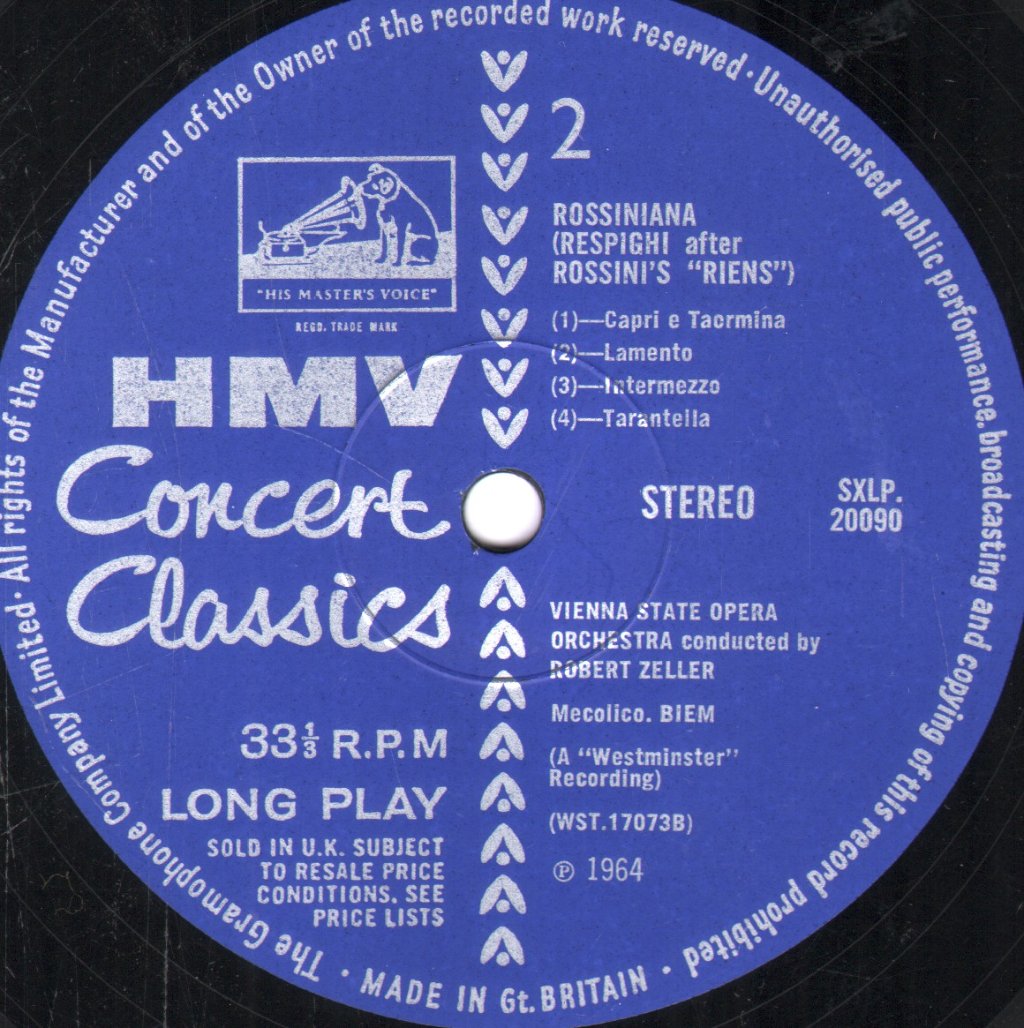 The Gramophone Company Limited · All rights of the Manufacturer and of the Owner of the recorded work reserved · Unauthorised public performance. broadcasting and copying of this record prohibited
· MADE IN Gt. BRITAIN ·
"HIS MASTER'S VOICE"
REGD. TRADE MARK
HMV
Concert
Classics
33⅓ R.P.M
LONG PLAY
SOLD IN U.K. SUBJECT
TO RESALE PRICE
CONDITIONS. SEE
PRICE LISTS
2
ROSSINIANA
(RESPIGHI after
ROSSINI'S "RIENS")
(1)—Capri e Taormina
(2)—Lamento
(3)—Intermezzo
(4)—Tarantella
STEREO
SXLP.
20090
VIENNA STATE OPERA
ORCHESTRA conducted by
ROBERT ZELLER
Mecolico. BIEM
(A "Westminster"
Recording)
(WST.17073B)
℗ 1964